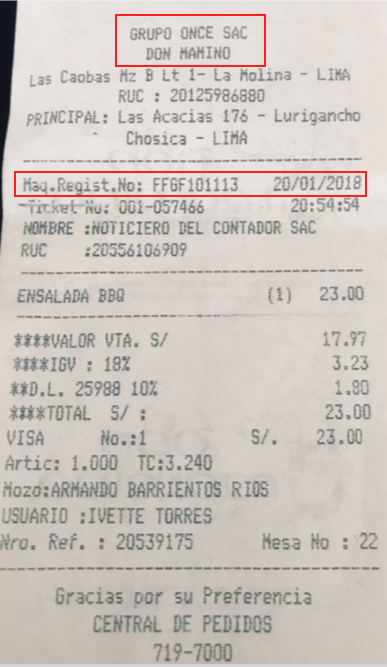 GRUPO ONCE SAC
DON MAMINO
Las Caobas Mz B Lt 1- La Molina - LIMA
RUC : 20125986880
PRINCIPAL: Las Acacias 176 - Lurigancho
Chosica - LIMA
Maq.Regist.No: FFGF101113 20/01/2018
Ticket No: 001-057466 20:54:54
NOMBRE :NOTICIERO DEL CONTADOR SAC
RUC :20556106909
ENSALADA BBQ (1) 23.00
****VALOR VTA. S/ 17.97
****IGV : 18% 3.23
**D.L. 25988 10% 1.80
****TOTAL S/ : 23.00
VISA No.:1 S/. 23.00
Artic: 1.000 TC:3.240
Mozo:ARMANDO BARRIENTOS RIOS
USUARIO :IVETTE TORRES
Nro. Ref. : 20539175 Mesa No : 22
Gracias por su Preferencia
CENTRAL DE PEDIDOS
719-7000